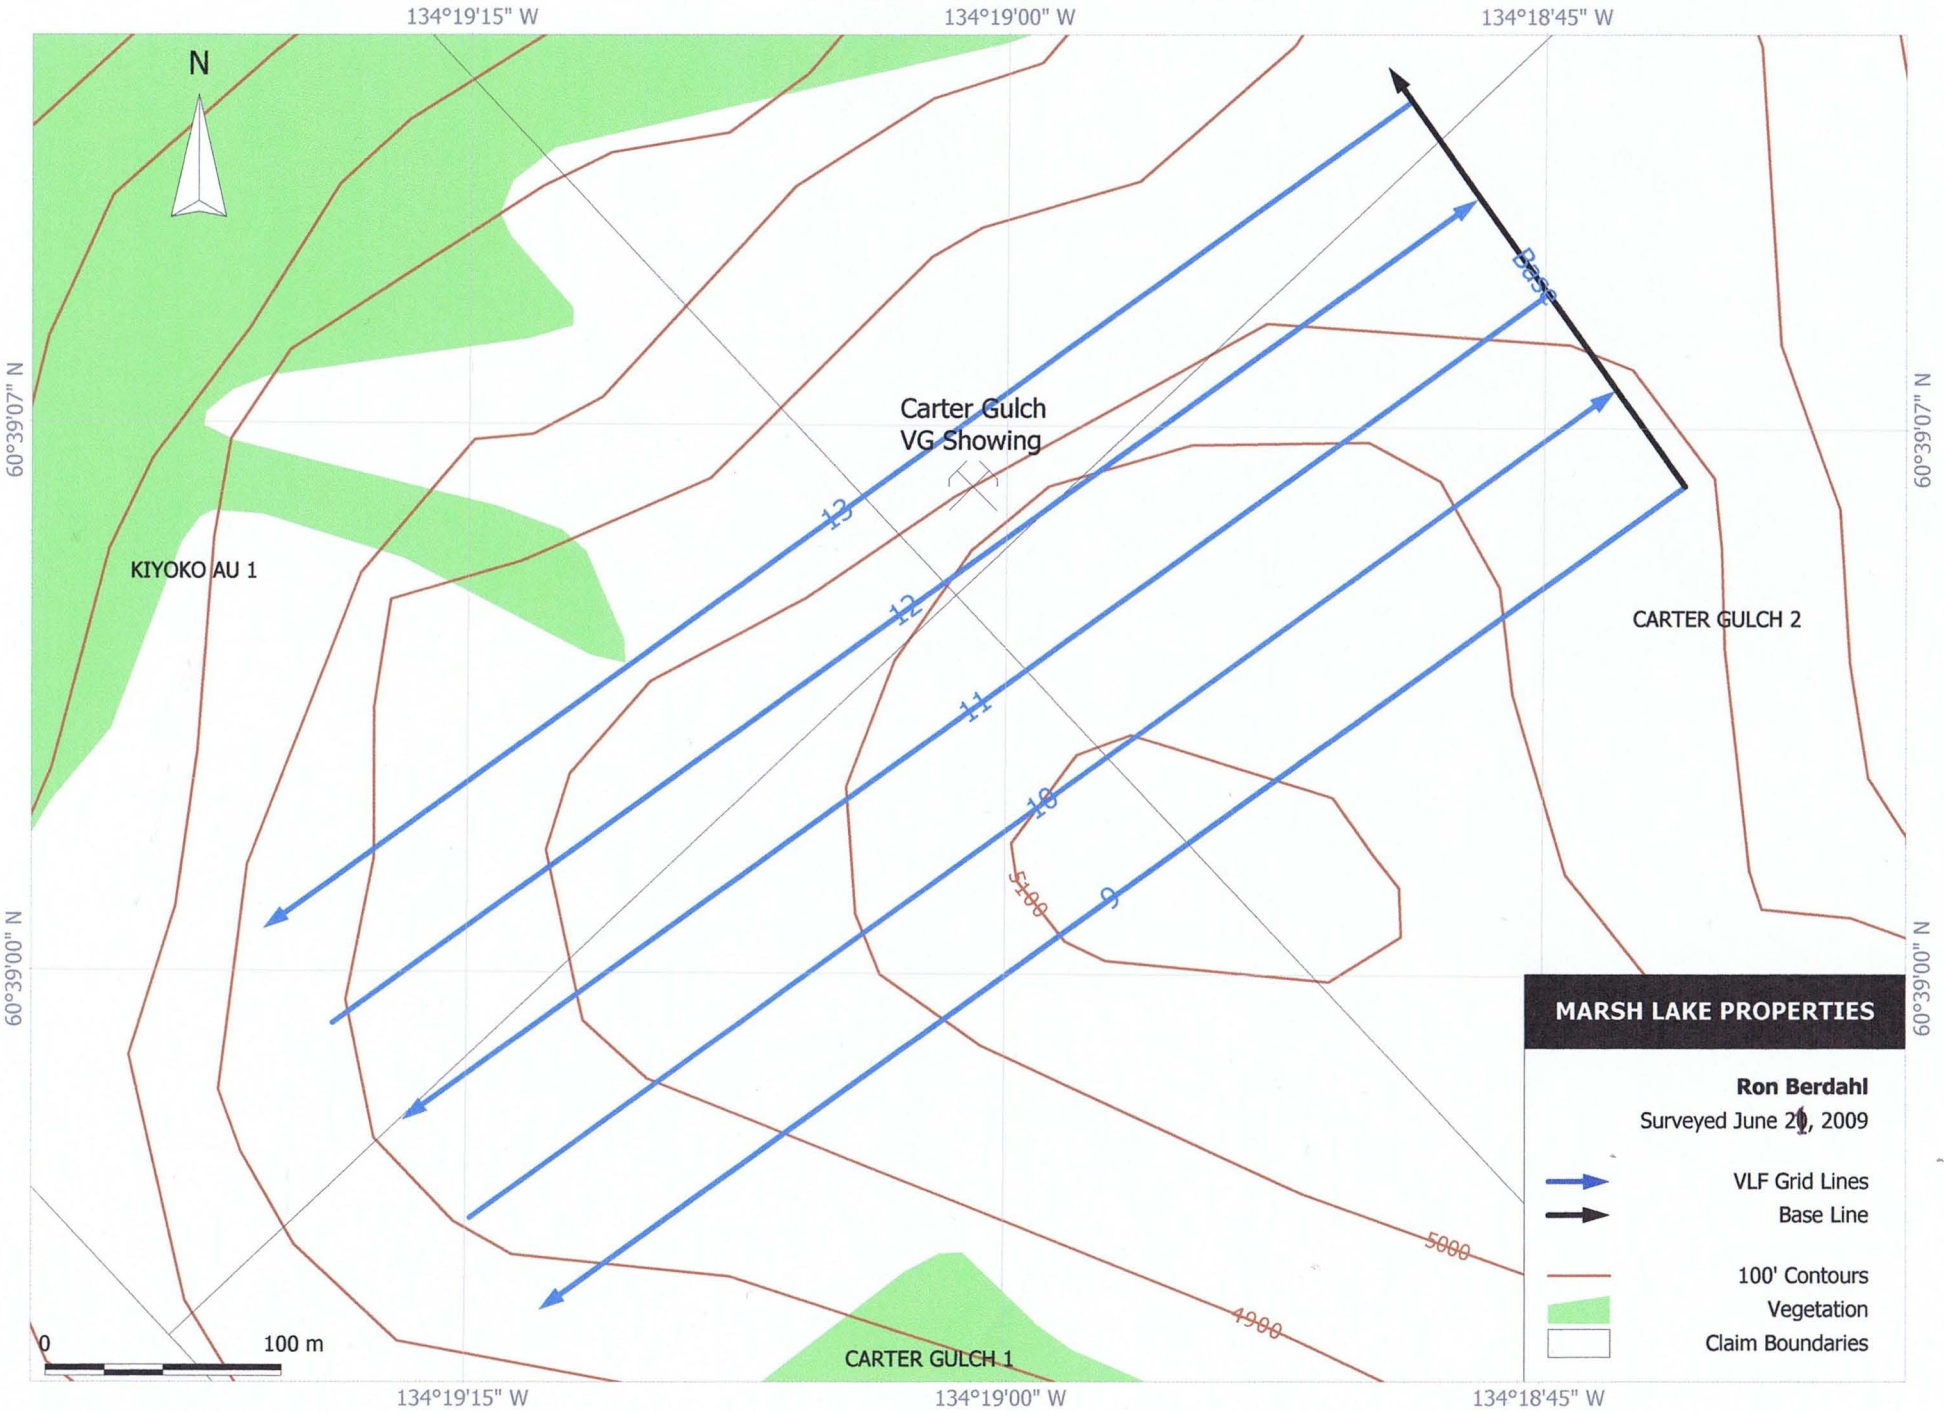 134°19'15" W
134°19'00" W
134°18'45" W
N
Base
60°39'07" N
60°39'07" N
Carter Gulch
VG Showing
13
KIYOKO AU 1
12
CARTER GULCH 2
11
10
5100
9
60°39'00" N
60°39'00" N
MARSH LAKE PROPERTIES
Ron Berdahl
Surveyed June 21, 2009
VLF Grid Lines
Base Line
5000
100' Contours
Vegetation
4900
Claim Boundaries
0
100 m
CARTER GULCH 1
134°19'15" W
134°19'00" W
134°18'45" W